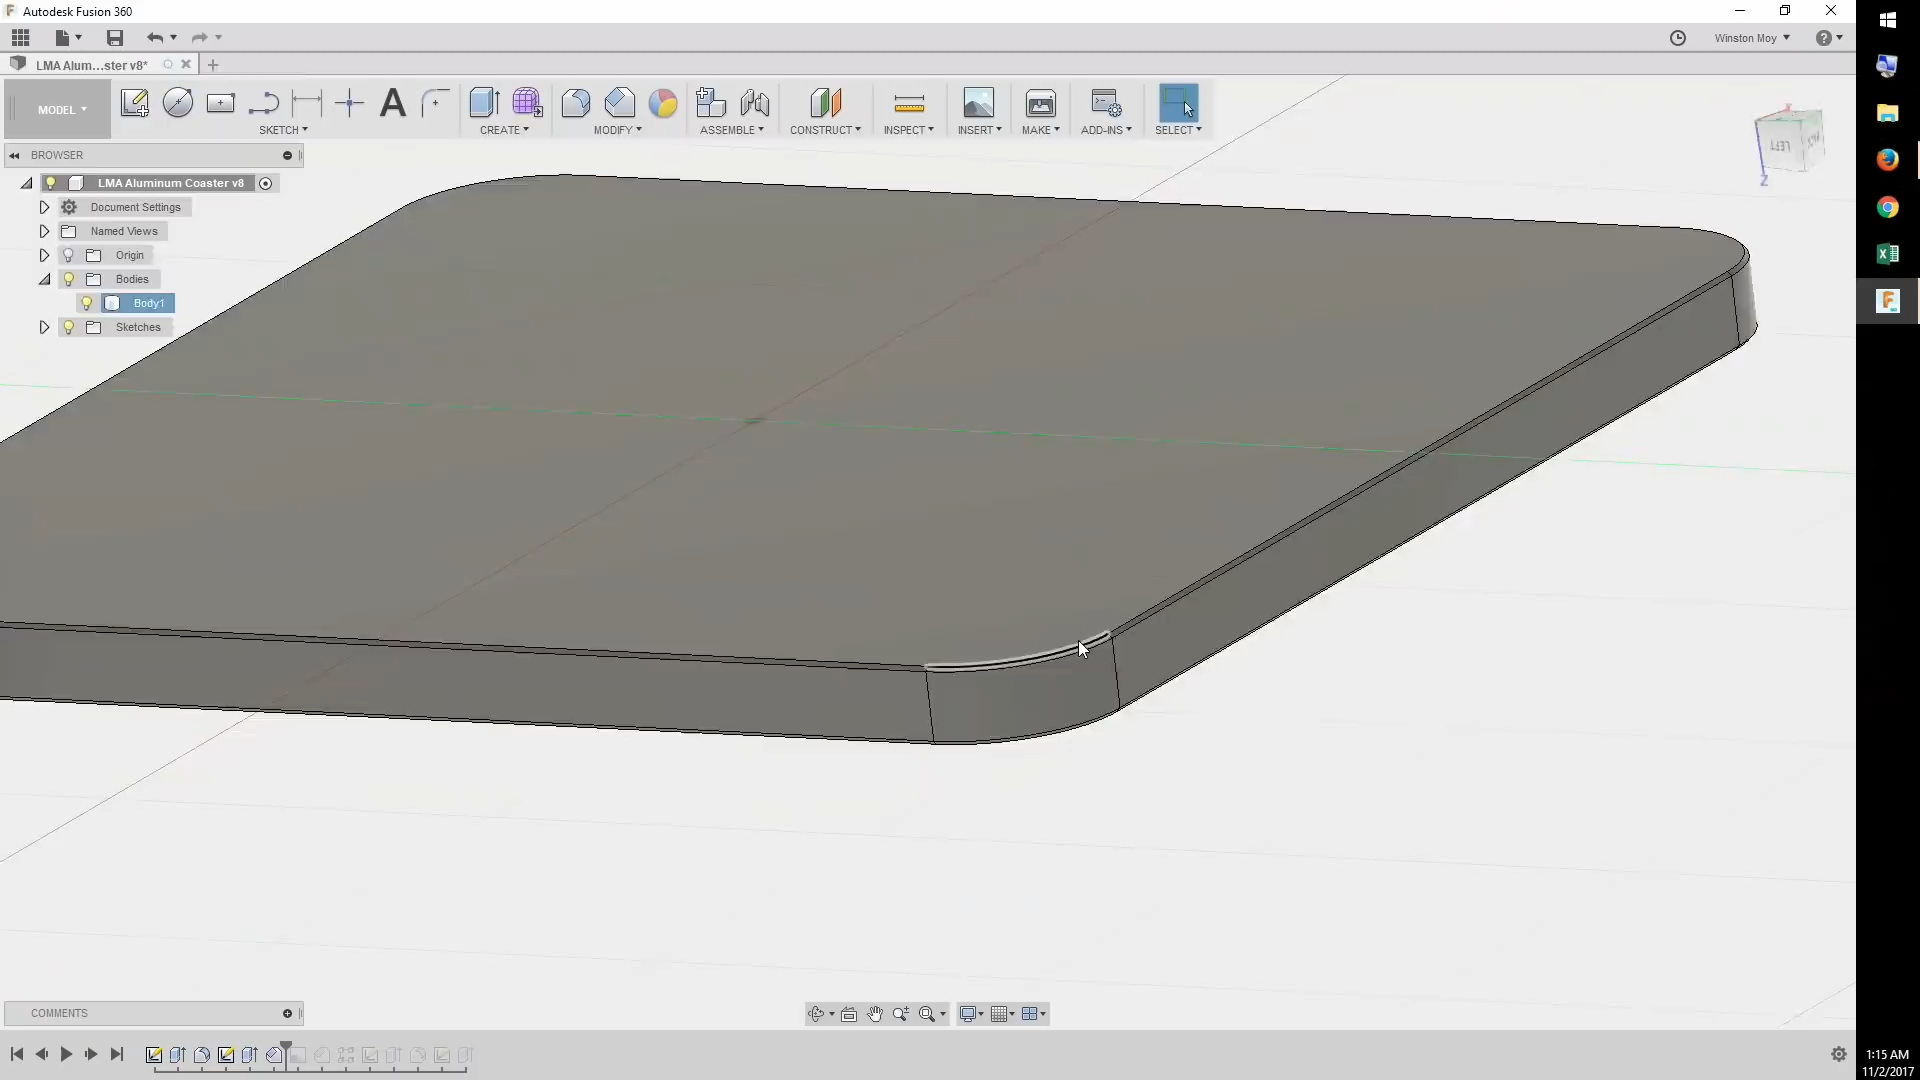 Autodesk Fusion 360
Winston Moy
LMA Alum...ster v8*
MODEL
SKETCH
CREATE
MODIFY
ASSEMBLE
CONSTRUCT
INSPECT
INSERT
MAKE
ADD-INS
SELECT
BROWSER
LEFT
Z
LMA Aluminum Coaster v8
Document Settings
Named Views
Origin
Bodies
Body1
Sketches
COMMENTS
1:15 AM
11/2/2017